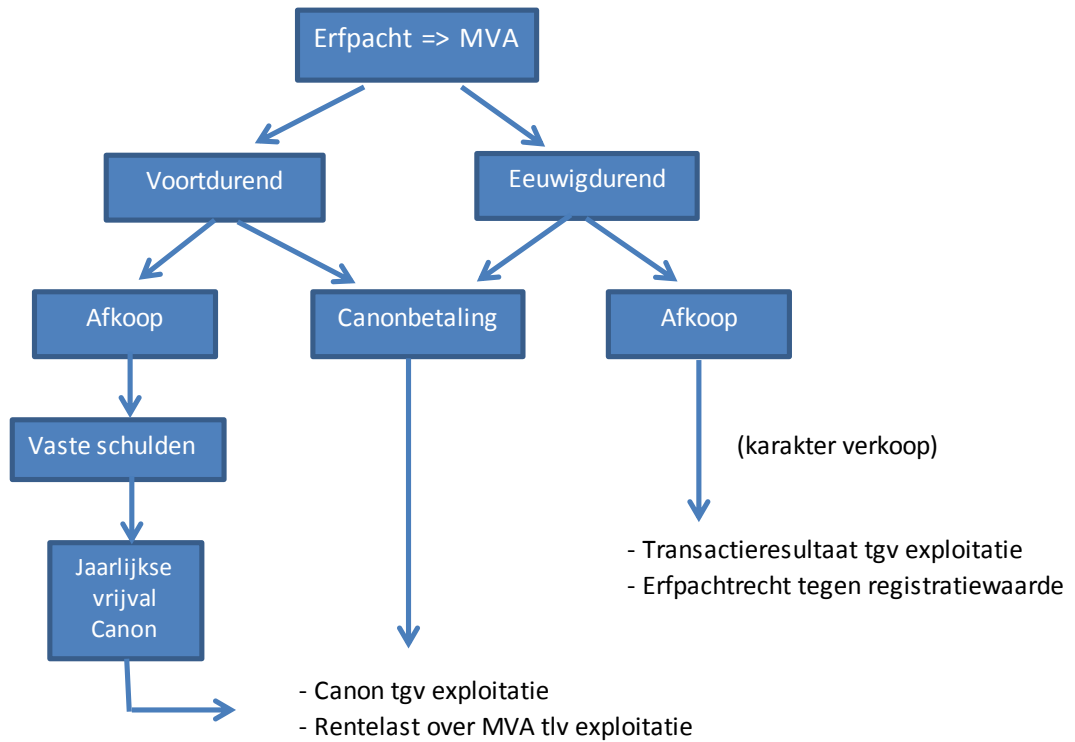 Erfpacht => MVA
Voortdurend
Eeuwigdurend
Afkoop
Canonbetaling
Afkoop
Vaste schulden
(karakter verkoop)
Jaarlijkse
vrijval
Canon
- Transactieresultaat tgv exploitatie
- Erfpachtrecht tegen registratiewaarde
- Canon tgv exploitatie
- Rentelast over MVA tlv exploitatie